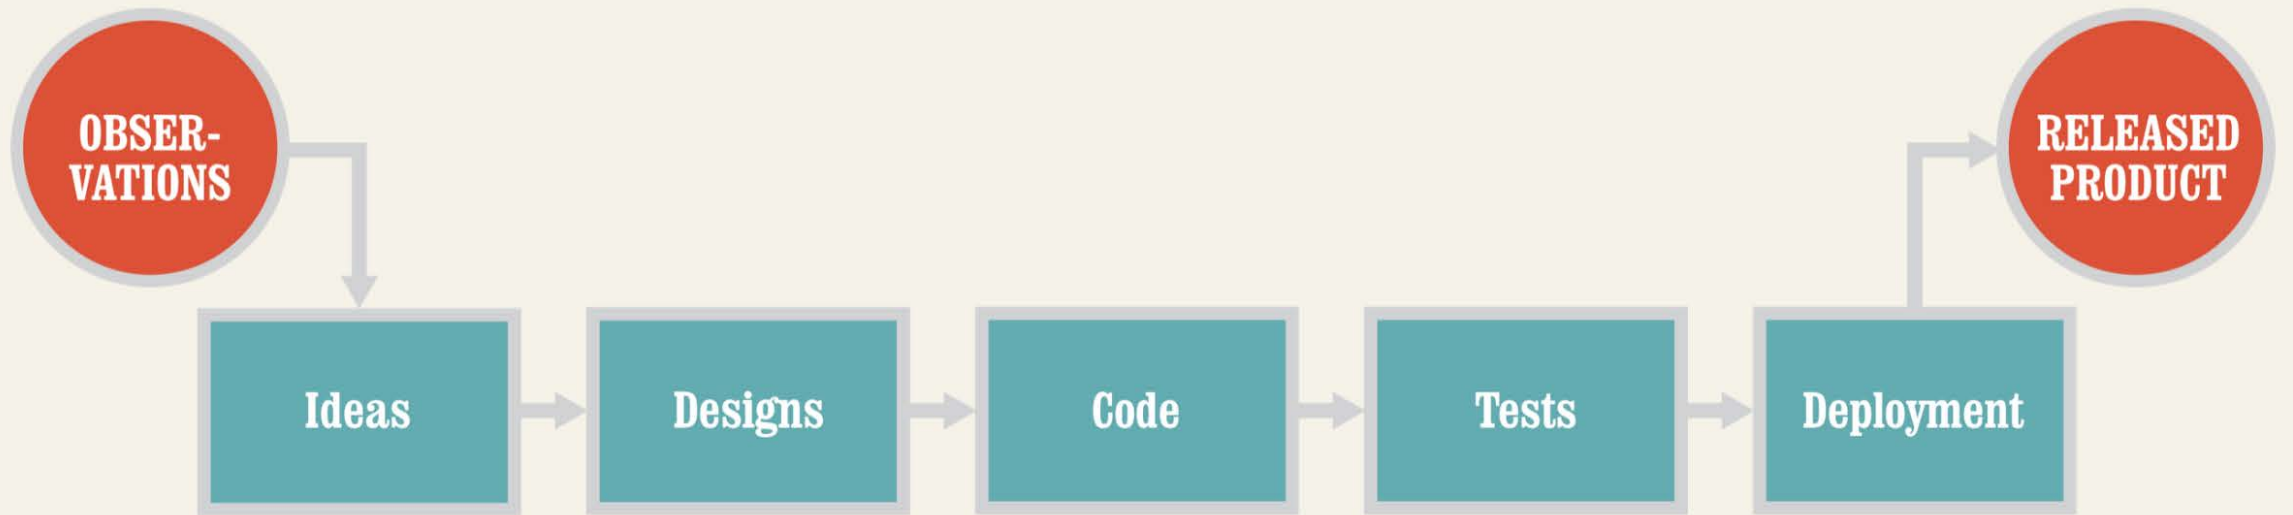 OBSER-
VATIONS
RELEASED
PRODUCT
Ideas
Designs
Code
Tests
Deployment